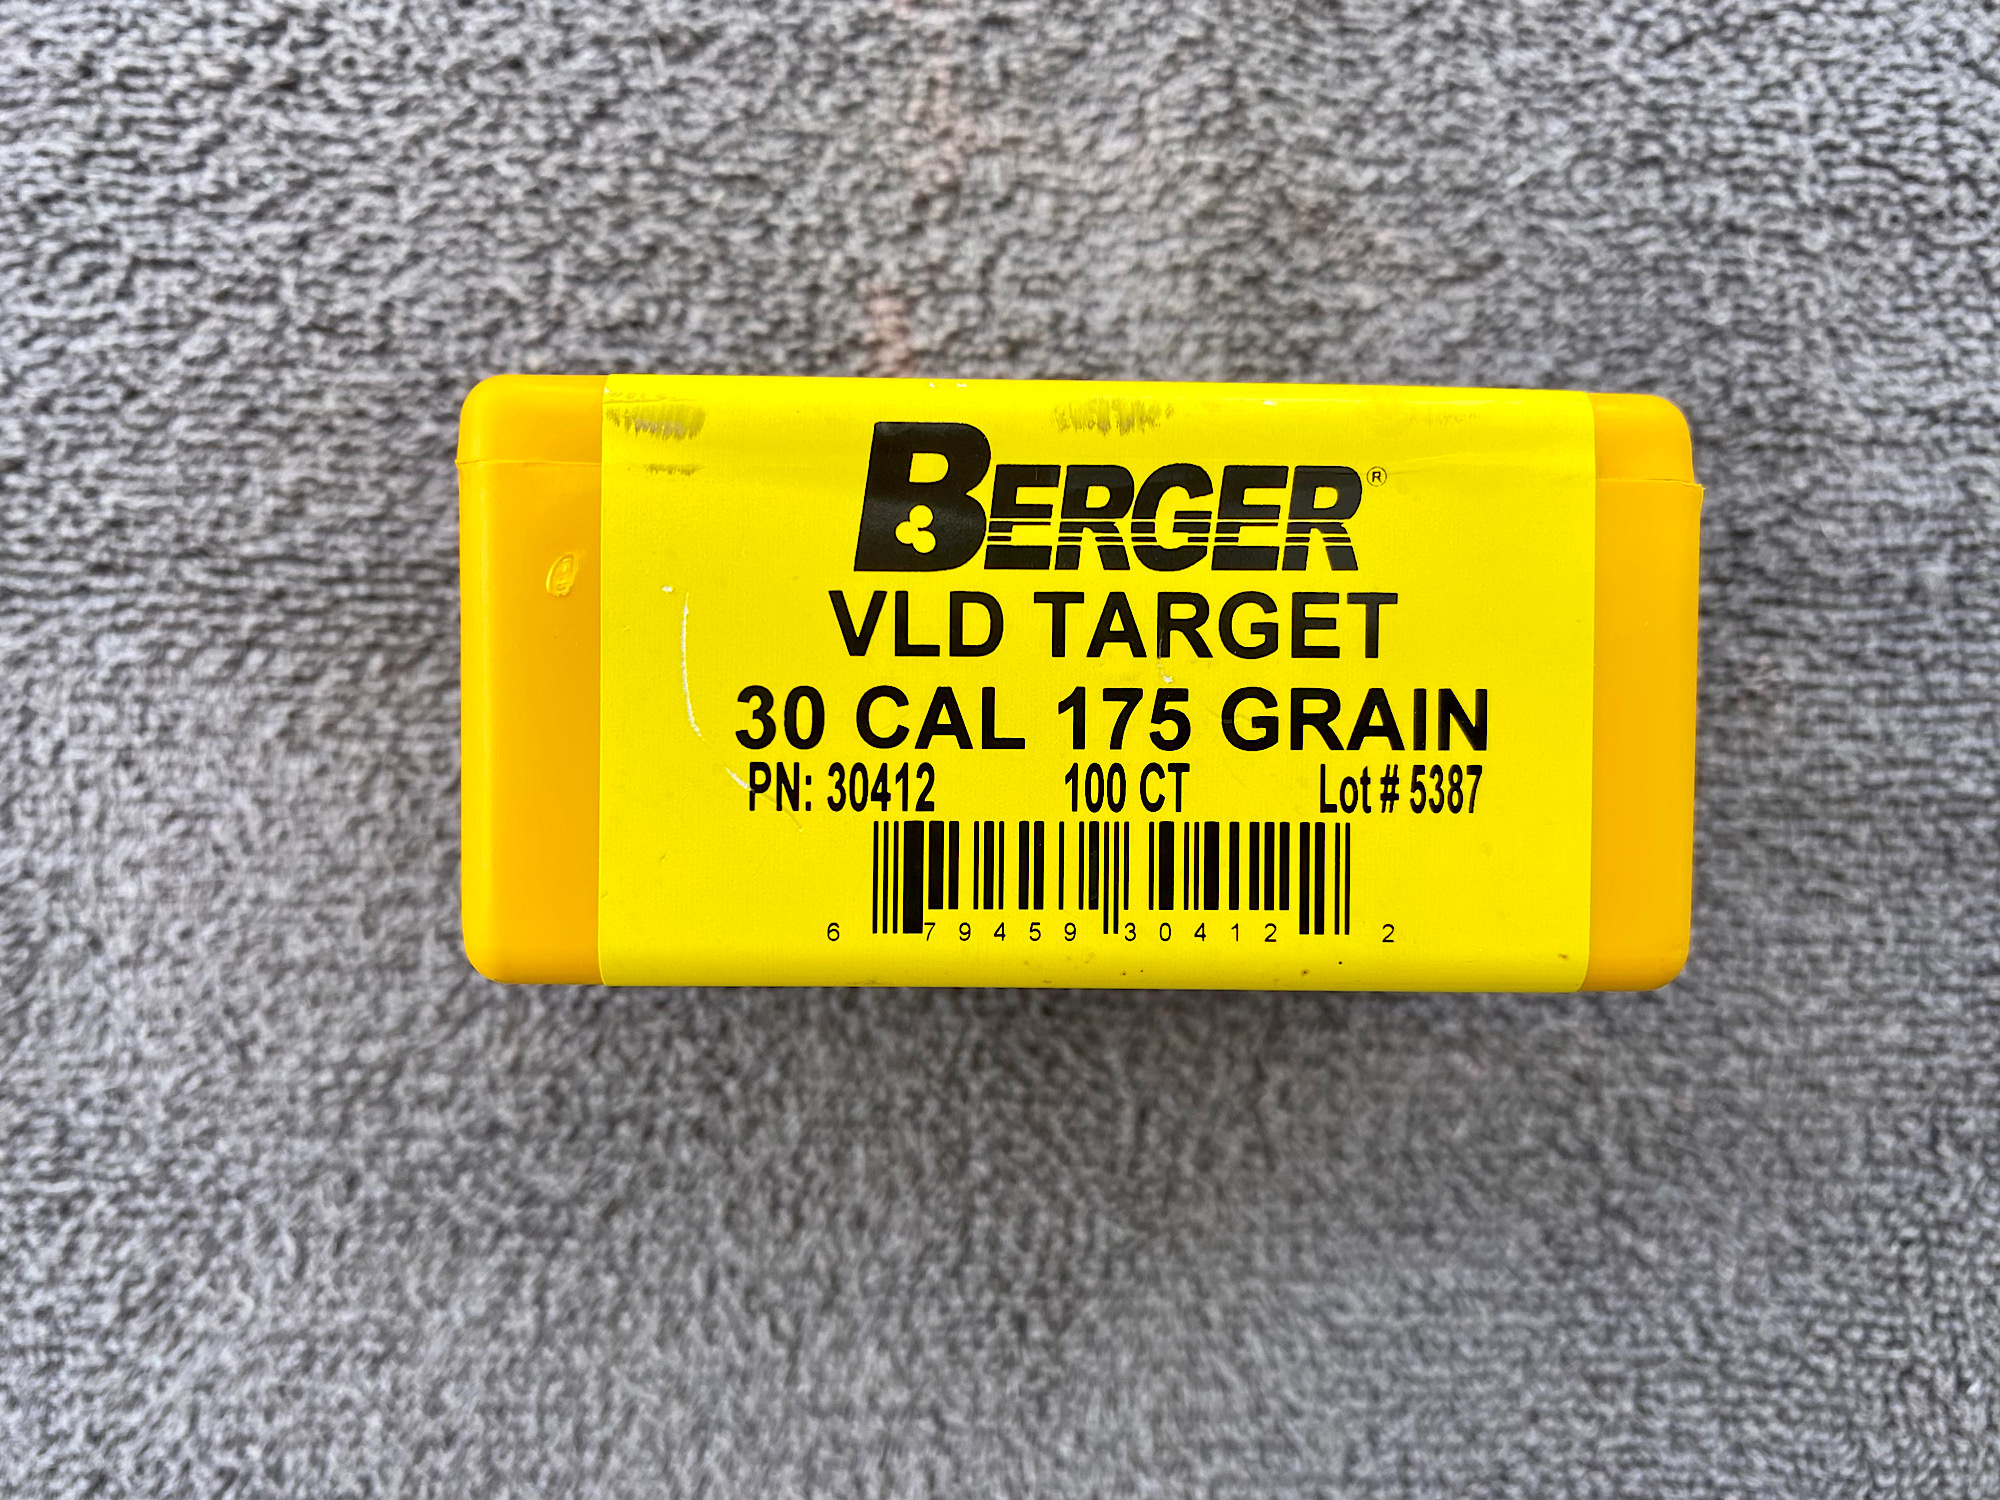 BERGER®
VLD TARGET
30 CAL 175 GRAIN
PN: 30412 100 CT Lot # 5387
6 79459 30412 2